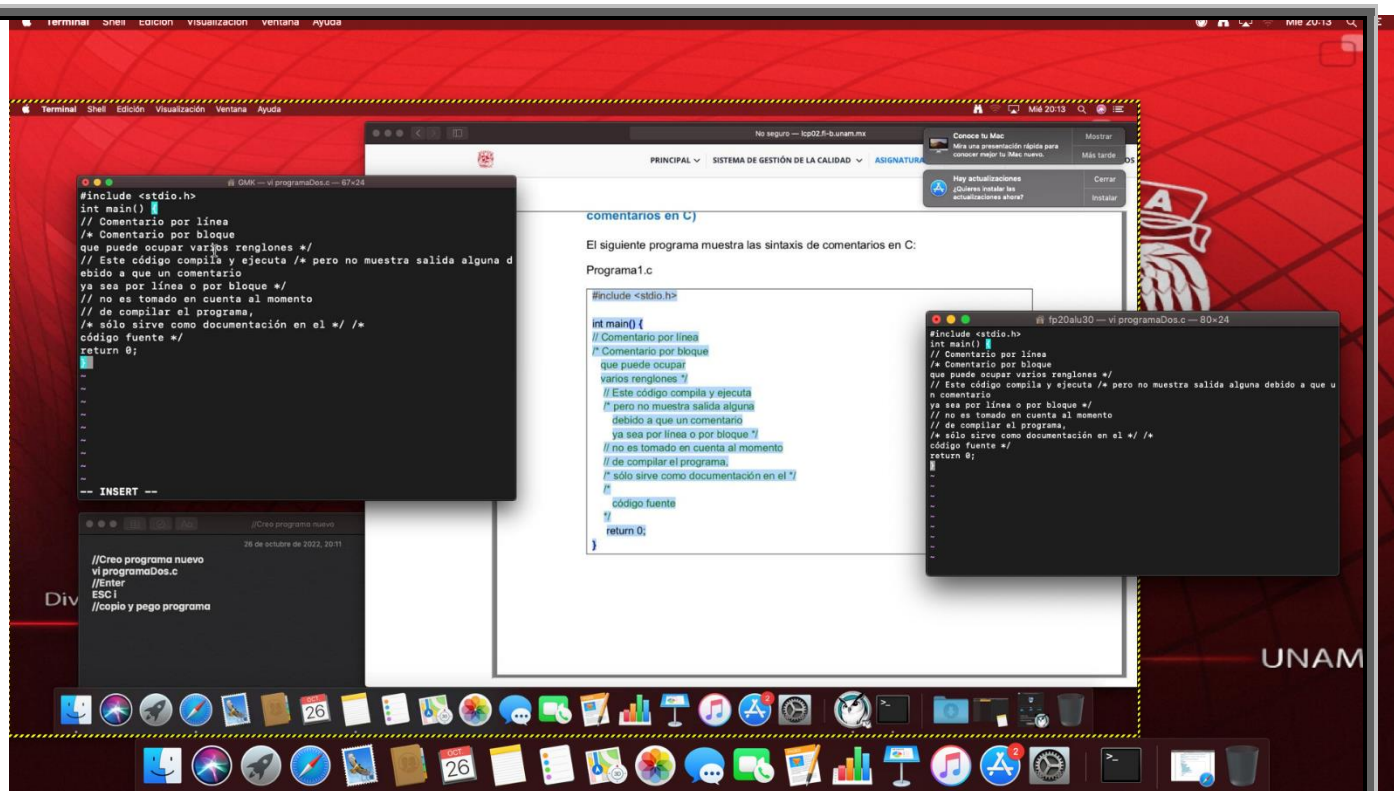 Terminal Shell Edición Visualización Ventana Ayuda
Mié 20:13
Terminal Shell Edición Visualización Ventana Ayuda
Mié 20:13
No seguro — lcp02.fi-b.unam.mx
PRINCIPAL SISTEMA DE GESTIÓN DE LA CALIDAD ASIGNATURA
OS
Conoce tu Mac
Mira una presentación rápida para
conocer mejor tu iMac nuevo.
Mostrar
Más tarde
Hay actualizaciones
¿Quieres instalar las
actualizaciones ahora?
Cerrar
Instalar
GMK — vi programaDos.c — 67×24
#include <stdio.h>
int main() {
// Comentario por línea
/* Comentario por bloque
que puede ocupar varios renglones */
// Este código compila y ejecuta /* pero no muestra salida alguna d
ebido a que un comentario
ya sea por línea o por bloque */
// no es tomado en cuenta al momento
// de compilar el programa,
/* sólo sirve como documentación en el */ /*
código fuente */
return 0;
}
~
~
~
~
~
~
~
~
-- INSERT --
comentarios en C)
El siguiente programa muestra las sintaxis de comentarios en C:
Programa1.c
#include <stdio.h>
int main() {
// Comentario por línea
/* Comentario por bloque
que puede ocupar
varios renglones */
// Este código compila y ejecuta
/* pero no muestra salida alguna
debido a que un comentario
ya sea por línea o por bloque */
// no es tomado en cuenta al momento
// de compilar el programa,
/* sólo sirve como documentación en el */
/*
código fuente
*/
return 0;
}
fp20alu30 — vi programaDos.c — 80×24
#include <stdio.h>
int main() {
// Comentario por línea
/* Comentario por bloque
que puede ocupar varios renglones */
// Este código compila y ejecuta /* pero no muestra salida alguna debido a que u
n comentario
ya sea por línea o por bloque */
// no es tomado en cuenta al momento
// de compilar el programa,
/* sólo sirve como documentación en el */ /*
código fuente */
return 0;
}
~
~
~
~
~
~
~
~
//Creo programa nuevo
26 de octubre de 2022, 20:11
//Creo programa nuevo
vi programaDos.c
//Enter
ESC i
//copio y pego programa
Div
UNAM
OCT
26
2
OCT
26
2